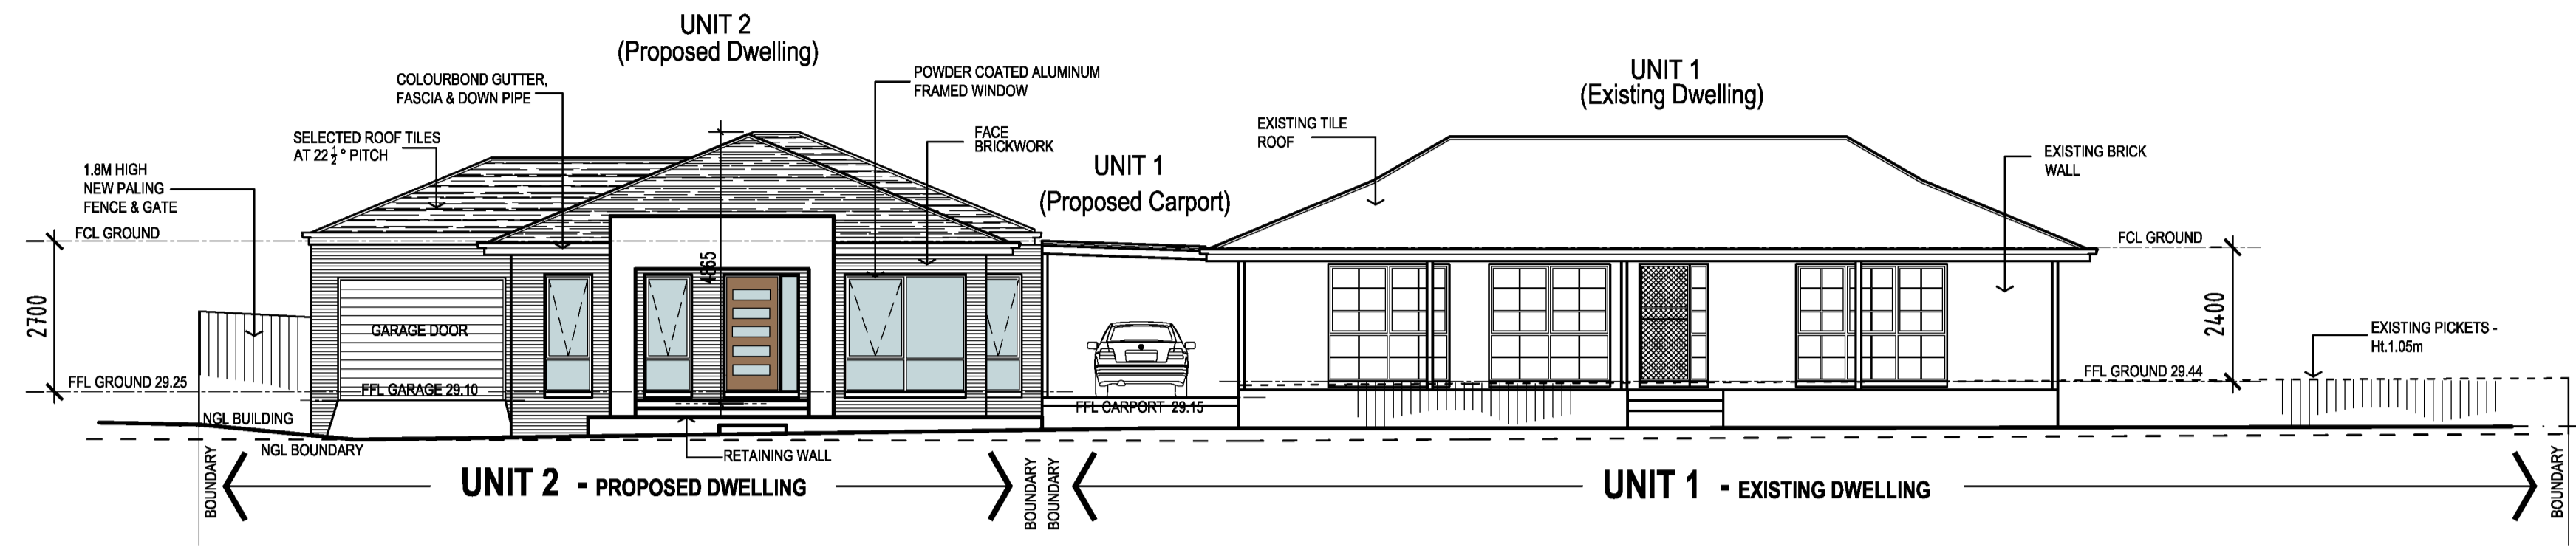 UNIT 2
(Proposed Dwelling)
COLOURBOND GUTTER,
FASCIA & DOWN PIPE
POWDER COATED ALUMINUM
FRAMED WINDOW
SELECTED ROOF TILES
AT 22 ½° PITCH
FACE
BRICKWORK
1.8M HIGH
NEW PALING
FENCE & GATE
UNIT 1
(Proposed Carport)
UNIT 1
(Existing Dwelling)
EXISTING TILE
ROOF
EXISTING BRICK
WALL
FCL GROUND
FCL GROUND
2700
4865
2400
GARAGE DOOR
EXISTING PICKETS -
Ht.1.05m
FFL GROUND 29.25
FFL GARAGE 29.10
FFL CARPORT 29.15
FFL GROUND 29.44
NGL BUILDING
NGL BOUNDARY
RETAINING WALL
BOUNDARY
UNIT 2 - PROPOSED DWELLING
BOUNDARY
BOUNDARY
UNIT 1 - EXISTING DWELLING
BOUNDARY